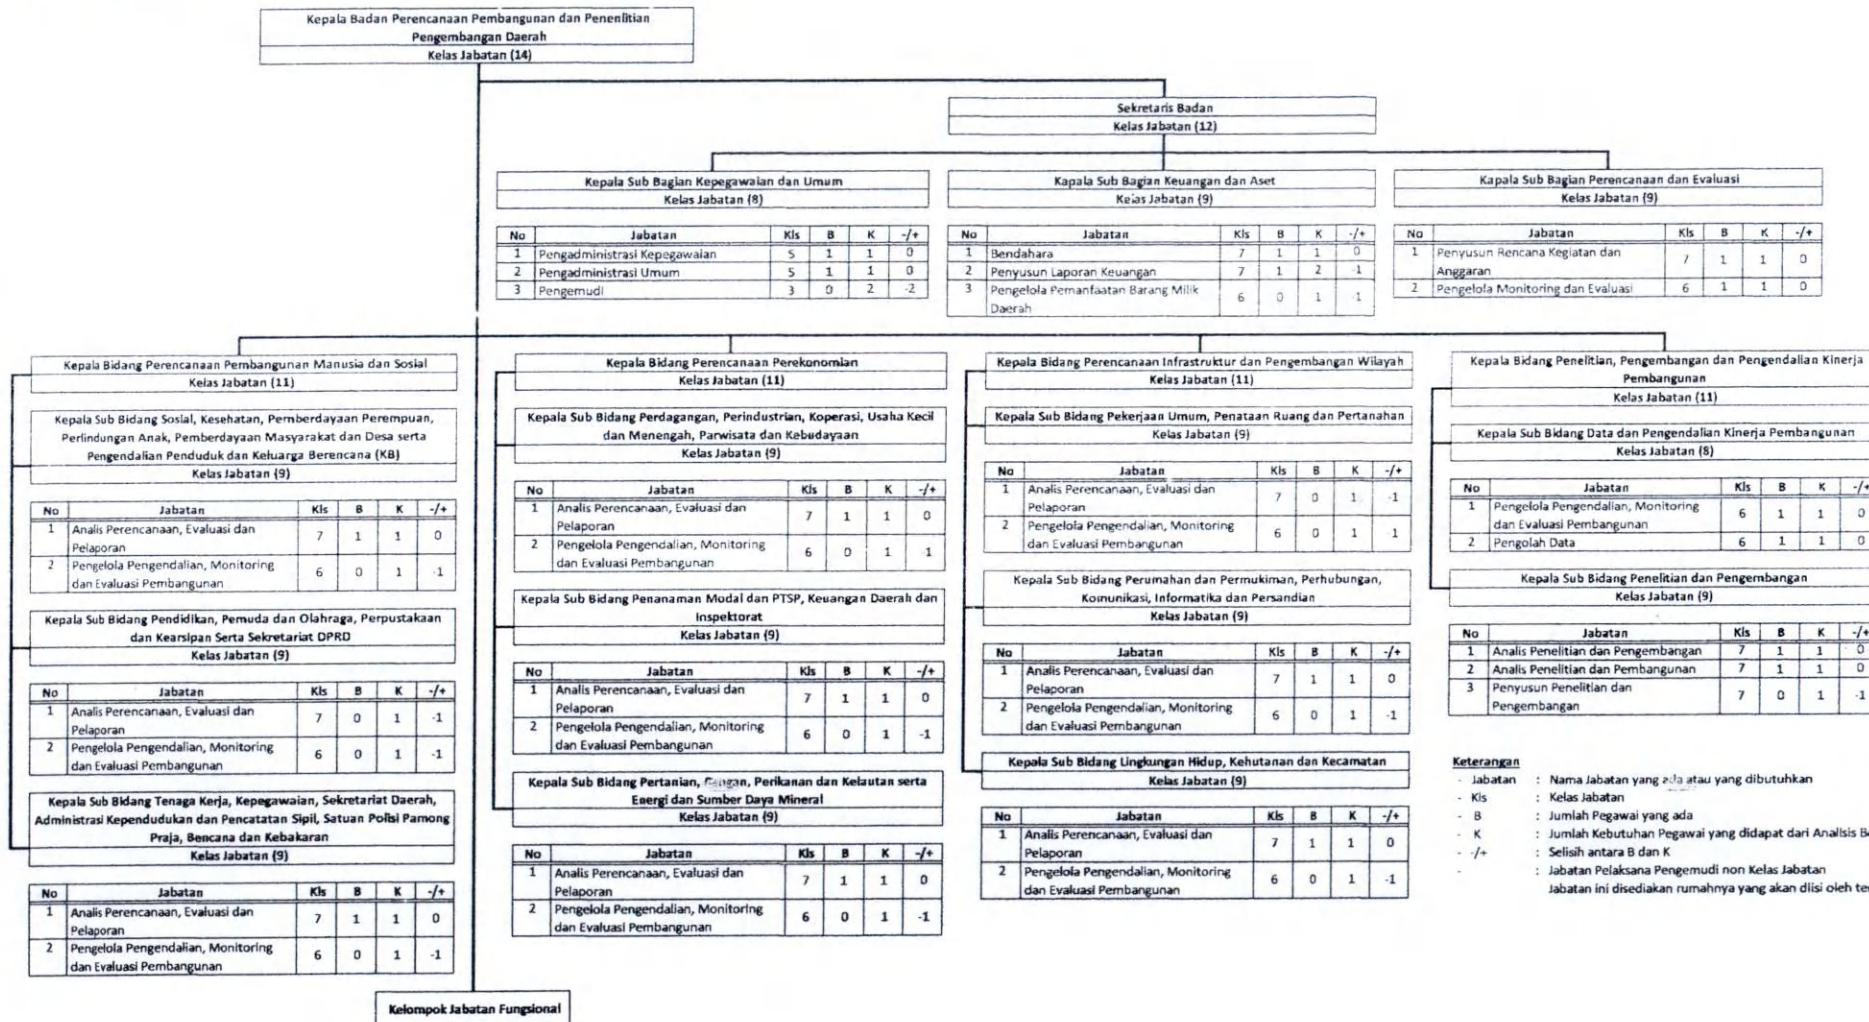 Kepala Badan Perencanaan Pembangunan dan Penenlitian
Pengembangan Daerah
Kelas Jabatan (14)
Sekretaris Badan
Kelas Jabatan (12)
Kepala Sub Bagian Kepegawaian dan Umum
Kelas Jabatan (8)
No Jabatan Kls B K -/+
1 Pengadministrasi Kepegawaian 5 1 1 0
2 Pengadministrasi Umum 5 1 1 0
3 Pengemudi 3 0 2 -2
Kapala Sub Bagian Keuangan dan Aset
Kelas Jabatan (9)
No Jabatan Kls B K -/+
1 Bendahara 7 1 1 0
2 Penyusun Laporan Keuangan 7 1 2 -1
3 Pengelola Pemanfaatan Barang Milik
Daerah 6 0 1 -1
Kapala Sub Bagian Perencanaan dan Evaluasi
Kelas Jabatan (9)
No Jabatan Kls B K -/+
1 Penyusun Rencana Kegiatan dan
Anggaran 7 1 1 0
2 Pengelola Monitoring dan Evaluasi 6 1 1 0
Kepala Bidang Perencanaan Pembangunan Manusia dan Sosial
Kelas Jabatan (11)
Kepala Sub Bidang Sosial, Kesehatan, Pemberdayaan Perempuan,
Perlindungan Anak, Pemberdayaan Masyarakat dan Desa serta
Pengendalian Penduduk dan Keluarga Berencana (KB)
Kelas Jabatan (9)
No Jabatan Kls B K -/+
1 Analis Perencanaan, Evaluasi dan
Pelaporan 7 1 1 0
2 Pengelola Pengendalian, Monitoring
dan Evaluasi Pembangunan 6 0 1 -1
Kepala Sub Bidang Pendidikan, Pemuda dan Olahraga, Perpustakaan
dan Kearsipan Serta Sekretariat DPRD
Kelas Jabatan (9)
No Jabatan Kls B K -/+
1 Analis Perencanaan, Evaluasi dan
Pelaporan 7 0 1 -1
2 Pengelola Pengendalian, Monitoring
dan Evaluasi Pembangunan 6 0 1 -1
Kepala Sub Bidang Tenaga Kerja, Kepegawaian, Sekretariat Daerah,
Administrasi Kependudukan dan Pencatatan Sipil, Satuan Polisi Pamong
Praja, Bencana dan Kebakaran
Kelas Jabatan (9)
No Jabatan Kls B K -/+
1 Analis Perencanaan, Evaluasi dan
Pelaporan 7 1 1 0
2 Pengelola Pengendalian, Monitoring
dan Evaluasi Pembangunan 6 0 1 -1
Kepala Bidang Perencanaan Perekonomian
Kelas Jabatan (11)
Kepala Sub Bidang Perdagangan, Perindustrian, Koperasi, Usaha Kecil
dan Menengah, Parwisata dan Kebudayaan
Kelas Jabatan (9)
No Jabatan Kls B K -/+
1 Analis Perencanaan, Evaluasi dan
Pelaporan 7 1 1 0
2 Pengelola Pengendalian, Monitoring
dan Evaluasi Pembangunan 6 0 1 -1
Kepala Sub Bidang Penanaman Modal dan PTSP, Keuangan Daerah dan
Inspektorat
Kelas Jabatan (9)
No Jabatan Kls B K -/+
1 Analis Perencanaan, Evaluasi dan
Pelaporan 7 1 1 0
2 Pengelola Pengendalian, Monitoring
dan Evaluasi Pembangunan 6 0 1 -1
Kepala Sub Bidang Pertanian, Perikanan dan Kelautan serta
Energi dan Sumber Daya Mineral
Kelas Jabatan (9)
No Jabatan Kls B K -/+
1 Analis Perencanaan, Evaluasi dan
Pelaporan 7 1 1 0
2 Pengelola Pengendalian, Monitoring
dan Evaluasi Pembangunan 6 0 1 -1
Kepala Bidang Perencanaan Infrastruktur dan Pengembangan Wilayah
Kelas Jabatan (11)
Kepala Sub Bidang Pekerjaan Umum, Penataan Ruang dan Pertanahan
Kelas Jabatan (9)
No Jabatan Kls B K -/+
1 Analis Perencanaan, Evaluasi dan
Pelaporan 7 0 1 -1
2 Pengelola Pengendalian, Monitoring
dan Evaluasi Pembangunan 6 0 1 -1
Kepala Sub Bidang Perumahan dan Permukiman, Perhubungan,
Komunikasi, Informatika dan Persandian
Kelas Jabatan (9)
No Jabatan Kls B K -/+
1 Analis Perencanaan, Evaluasi dan
Pelaporan 7 1 1 0
2 Pengelola Pengendalian, Monitoring
dan Evaluasi Pembangunan 6 0 1 -1
Kepala Sub Bidang Lingkungan Hidup, Kehutanan dan Kecamatan
Kelas Jabatan (9)
No Jabatan Kls B K -/+
1 Analis Perencanaan, Evaluasi dan
Pelaporan 7 1 1 0
2 Pengelola Pengendalian, Monitoring
dan Evaluasi Pembangunan 6 0 1 -1
Kepala Bidang Penelitian, Pengembangan dan Pengendalian Kinerja
Pembangunan
Kelas Jabatan (11)
Kepala Sub Bidang Data dan Pengendalian Kinerja Pembangunan
Kelas Jabatan (8)
No Jabatan Kls B K -/+
1 Pengelola Pengendalian, Monitoring
dan Evaluasi Pembangunan 6 1 1 0
2 Pengolah Data 6 1 1 0
Kepala Sub Bidang Penelitian dan Pengembangan
Kelas Jabatan (9)
No Jabatan Kls B K -/+
1 Analis Penelitian dan Pengembangan 7 1 1 0
2 Analis Penelitian dan Pembangunan 7 1 1 0
3 Penyusun Penelitian dan
Pengembangan 7 0 1 -1
Keterangan
- Jabatan : Nama Jabatan yang ada atau yang dibutuhkan
- Kls : Kelas Jabatan
- B : Jumlah Pegawai yang ada
- K : Jumlah Kebutuhan Pegawai yang didapat dari Analisis
- -/+ : Selisih antara B dan K
- : Jabatan Pelaksana Pengemudi non Kelas Jabatan
Jabatan ini disediakan rumahnya yang akan diisi oleh
Kelompok Jabatan Fungsional